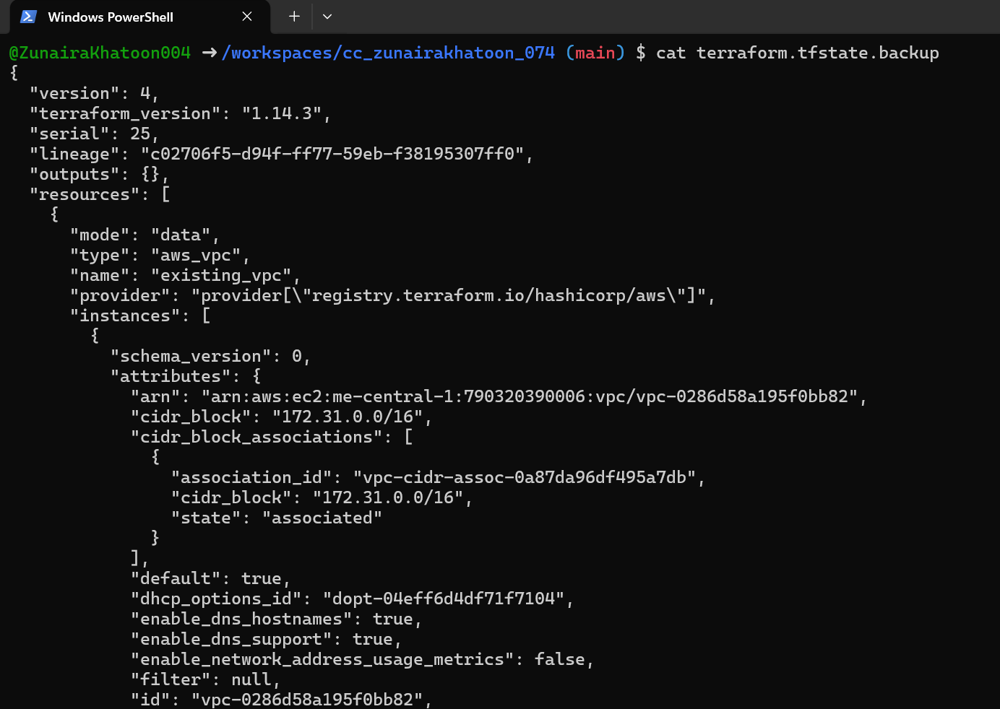 Windows PowerShell
@ZunairaKhatoon004 ➜ /workspaces/cc_zunairakhatoon_074 (main) $ cat terraform.tfstate.backup
{
  "version": 4,
  "terraform_version": "1.14.3",
  "serial": 25,
  "lineage": "c02706f5-d94f-ff77-59eb-f38195307ff0",
  "outputs": {},
  "resources": [
    {
      "mode": "data",
      "type": "aws_vpc",
      "name": "existing_vpc",
      "provider": "provider[\"registry.terraform.io/hashicorp/aws\"]",
      "instances": [
        {
          "schema_version": 0,
          "attributes": {
            "arn": "arn:aws:ec2:me-central-1:790320390006:vpc/vpc-0286d58a195f0bb82",
            "cidr_block": "172.31.0.0/16",
            "cidr_block_associations": [
              {
                "association_id": "vpc-cidr-assoc-0a87da96df495a7db",
                "cidr_block": "172.31.0.0/16",
                "state": "associated"
              }
            ],
            "default": true,
            "dhcp_options_id": "dopt-04eff6d4df71f7104",
            "enable_dns_hostnames": true,
            "enable_dns_support": true,
            "enable_network_address_usage_metrics": false,
            "filter": null,
            "id": "vpc-0286d58a195f0bb82",